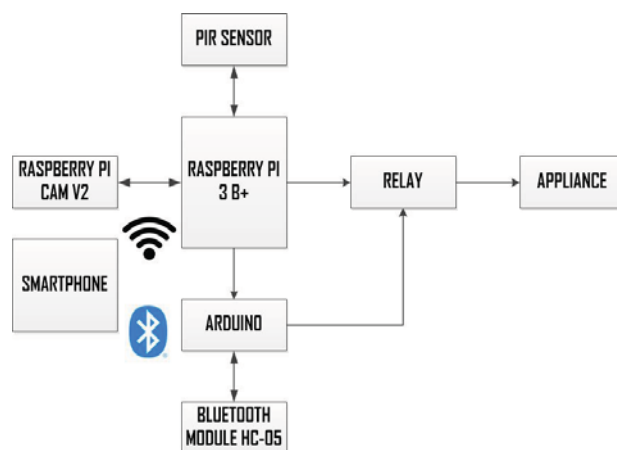 PIR SENSOR
RASPBERRY PI
CAM V2
RASPBERRY PI
3 B+
RELAY
APPLIANCE
SMARTPHONE
ARDUINO
BLUETOOTH
MODULE HC-05